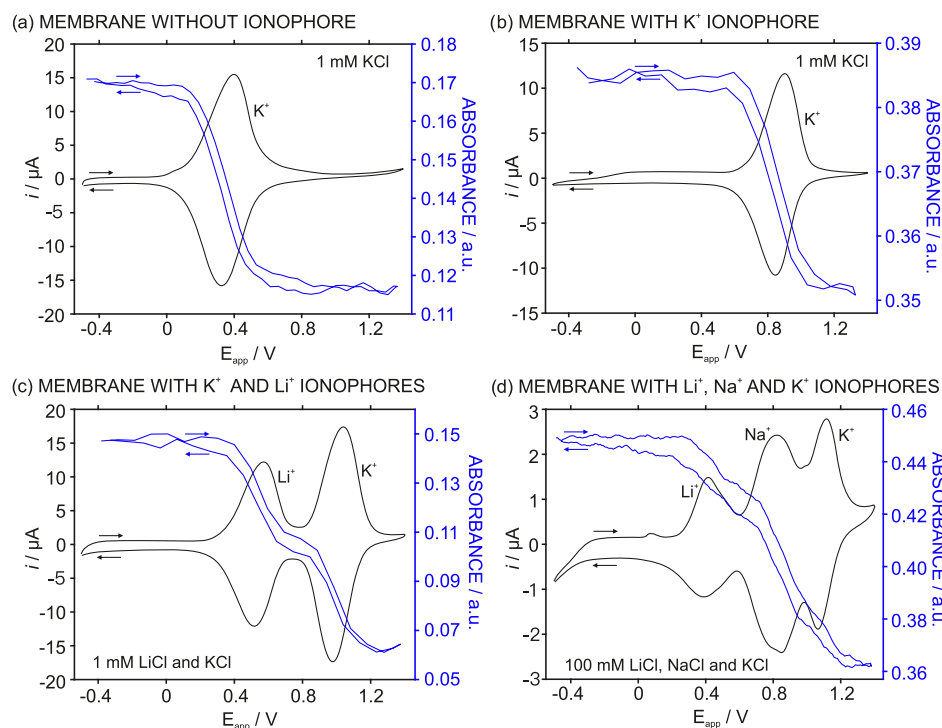 (a) MEMBRANE WITHOUT IONOPHORE
1 mM KCl
K⁺
20
15
10
5
0
-5
-10
-15
-20
i / µA
-0.4
0
0.4
0.8
1.2
E_app / V
0.18
0.17
0.16
0.15
0.14
0.13
0.12
0.11
ABSORBANCE / a.u.
(b) MEMBRANE WITH K⁺ IONOPHORE
1 mM KCl
K⁺
15
10
5
0
-5
-10
-15
i / µA
-0.4
0
0.4
0.8
1.2
E_app / V
0.39
0.38
0.37
0.36
0.35
ABSORBANCE / a.u.
(c) MEMBRANE WITH K⁺ AND Li⁺ IONOPHORES
Li⁺
K⁺
1 mM LiCl and KCl
20
15
10
5
0
-5
-10
-15
-20
i / µA
-0.4
0
0.4
0.8
1.2
E_app / V
0.15
0.13
0.11
0.09
0.07
0.05
ABSORBANCE / a.u.
(d) MEMBRANE WITH Li⁺, Na⁺ AND K⁺ IONOPHORES
Li⁺
Na⁺
K⁺
100 mM LiCl, NaCl and KCl
3
2
1
0
-1
-2
-3
i / µA
-0.4
0
0.4
0.8
1.2
E_app / V
0.46
0.44
0.42
0.40
0.38
0.36
ABSORBANCE / a.u.